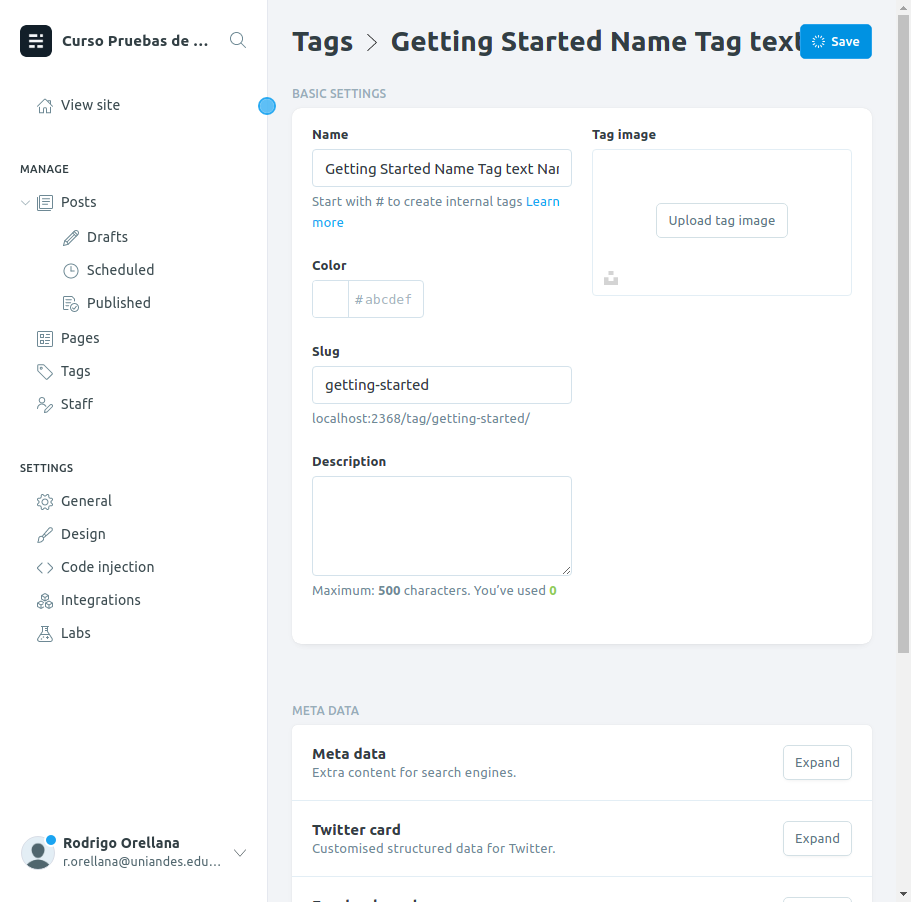 Curso Pruebas de ...
View site
MANAGE
Posts
Drafts
Scheduled
Published
Pages
Tags
Staff
SETTINGS
General
Design
Code injection
Integrations
Labs
Rodrigo Orellana
r.orellana@uniandes.edu...
Tags > Getting Started Name Tag text
Save
BASIC SETTINGS
Name
Getting Started Name Tag text Nar
Start with # to create internal tags Learn
more
Color
#abcdef
Slug
getting-started
localhost:2368/tag/getting-started/
Description
Maximum: 500 characters. You’ve used 0
Tag image
Upload tag image
META DATA
Meta data
Extra content for search engines.
Expand
Twitter card
Customised structured data for Twitter.
Expand